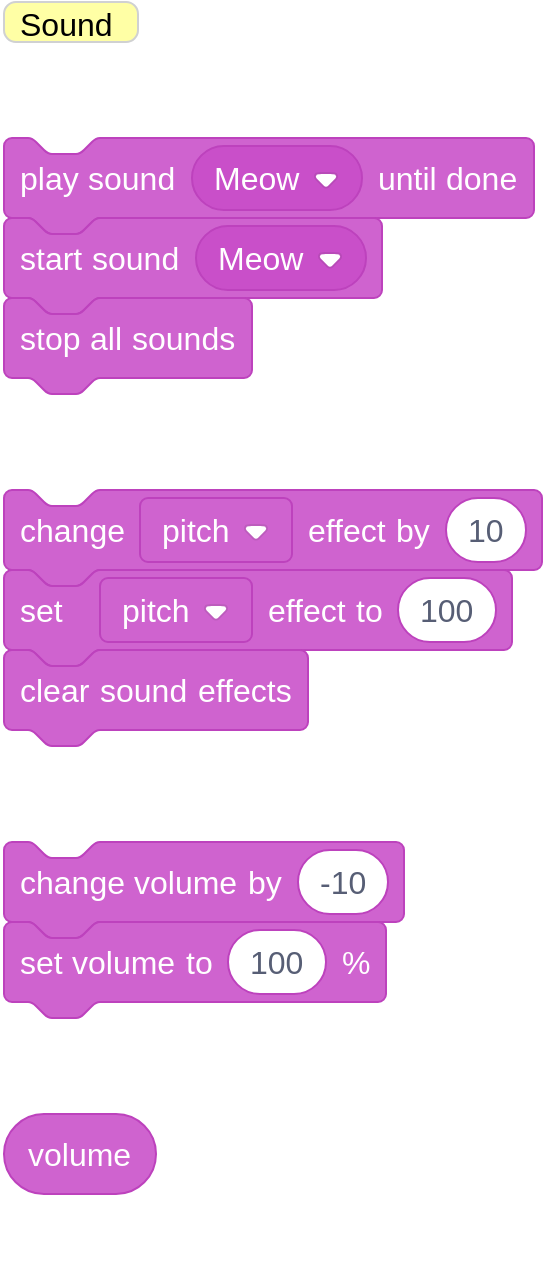 Sound
play sound Meow until done
start sound Meow
stop all sounds
change pitch effect by 10
set pitch effect to 100
clear sound effects
change volume by -10
set volume to 100 %
volume